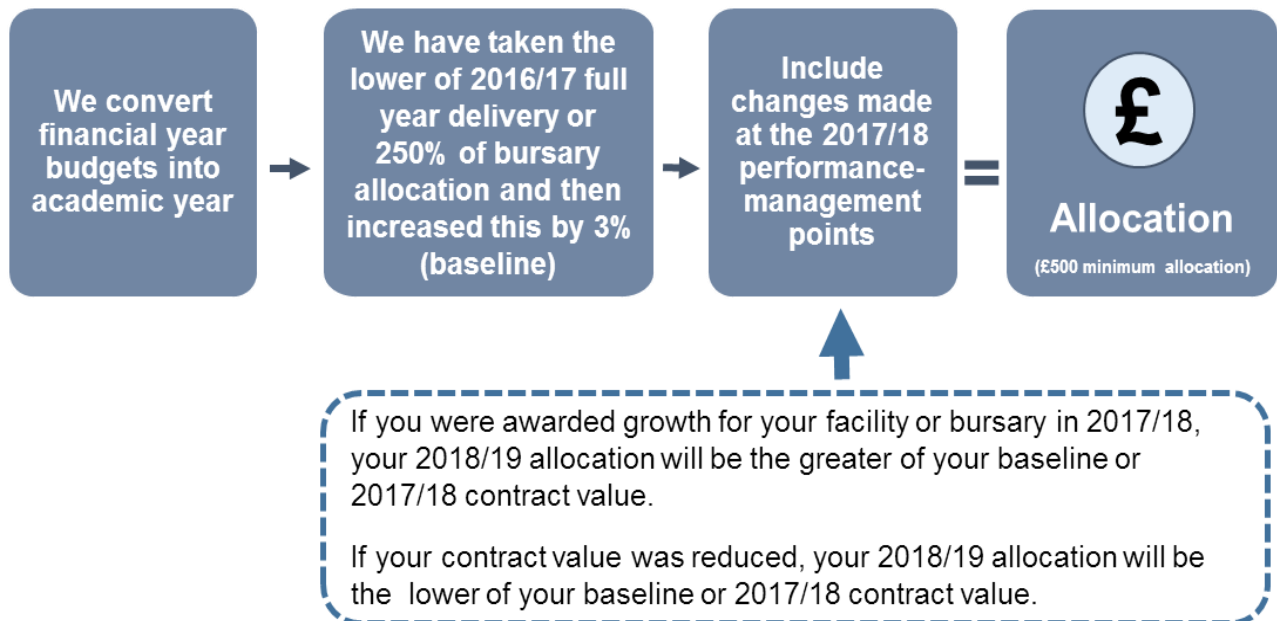 We convert
financial year
budgets into
academic year
We have taken the
lower of 2016/17 full
year delivery or
250% of bursary
allocation and then
increased this by 3%
(baseline)
Include
changes made
at the 2017/18
performance-
management
points
=
£
Allocation
(£500 minimum allocation)
If you were awarded growth for your facility or bursary in 2017/18,
your 2018/19 allocation will be the greater of your baseline or
2017/18 contract value.
If your contract value was reduced, your 2018/19 allocation will be
the lower of your baseline or 2017/18 contract value.